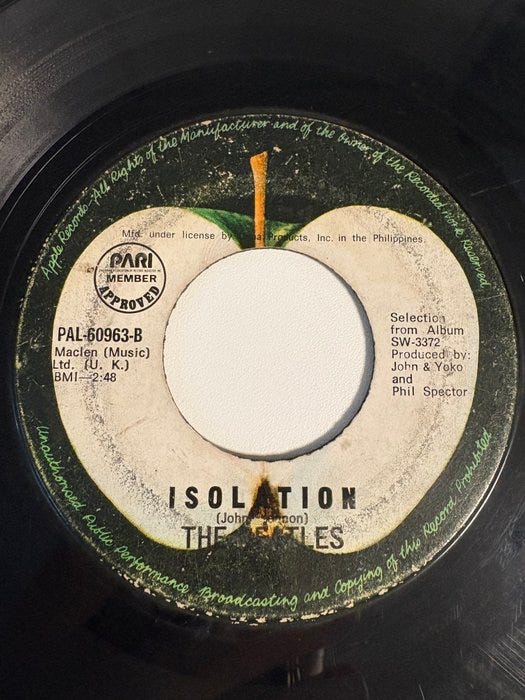 Apple Records-All Rights of the Manufacturer and of the Owner of the Recorded Work Reserved
Mfd. under license by Products, Inc. in the Philippines
PARI
MEMBER
APPROVED
PAL-60963-B
Maclen (Music)
Ltd. (U. K.)
BMI—2:48
Selection
from Album
SW-3372
Produced by:
John & Yoko
and
Phil Spector
ISOLATION
(John Lennon)
THE BEATLES
Unauthorised Public Performance Broadcasting and Copying of this Record Prohibited